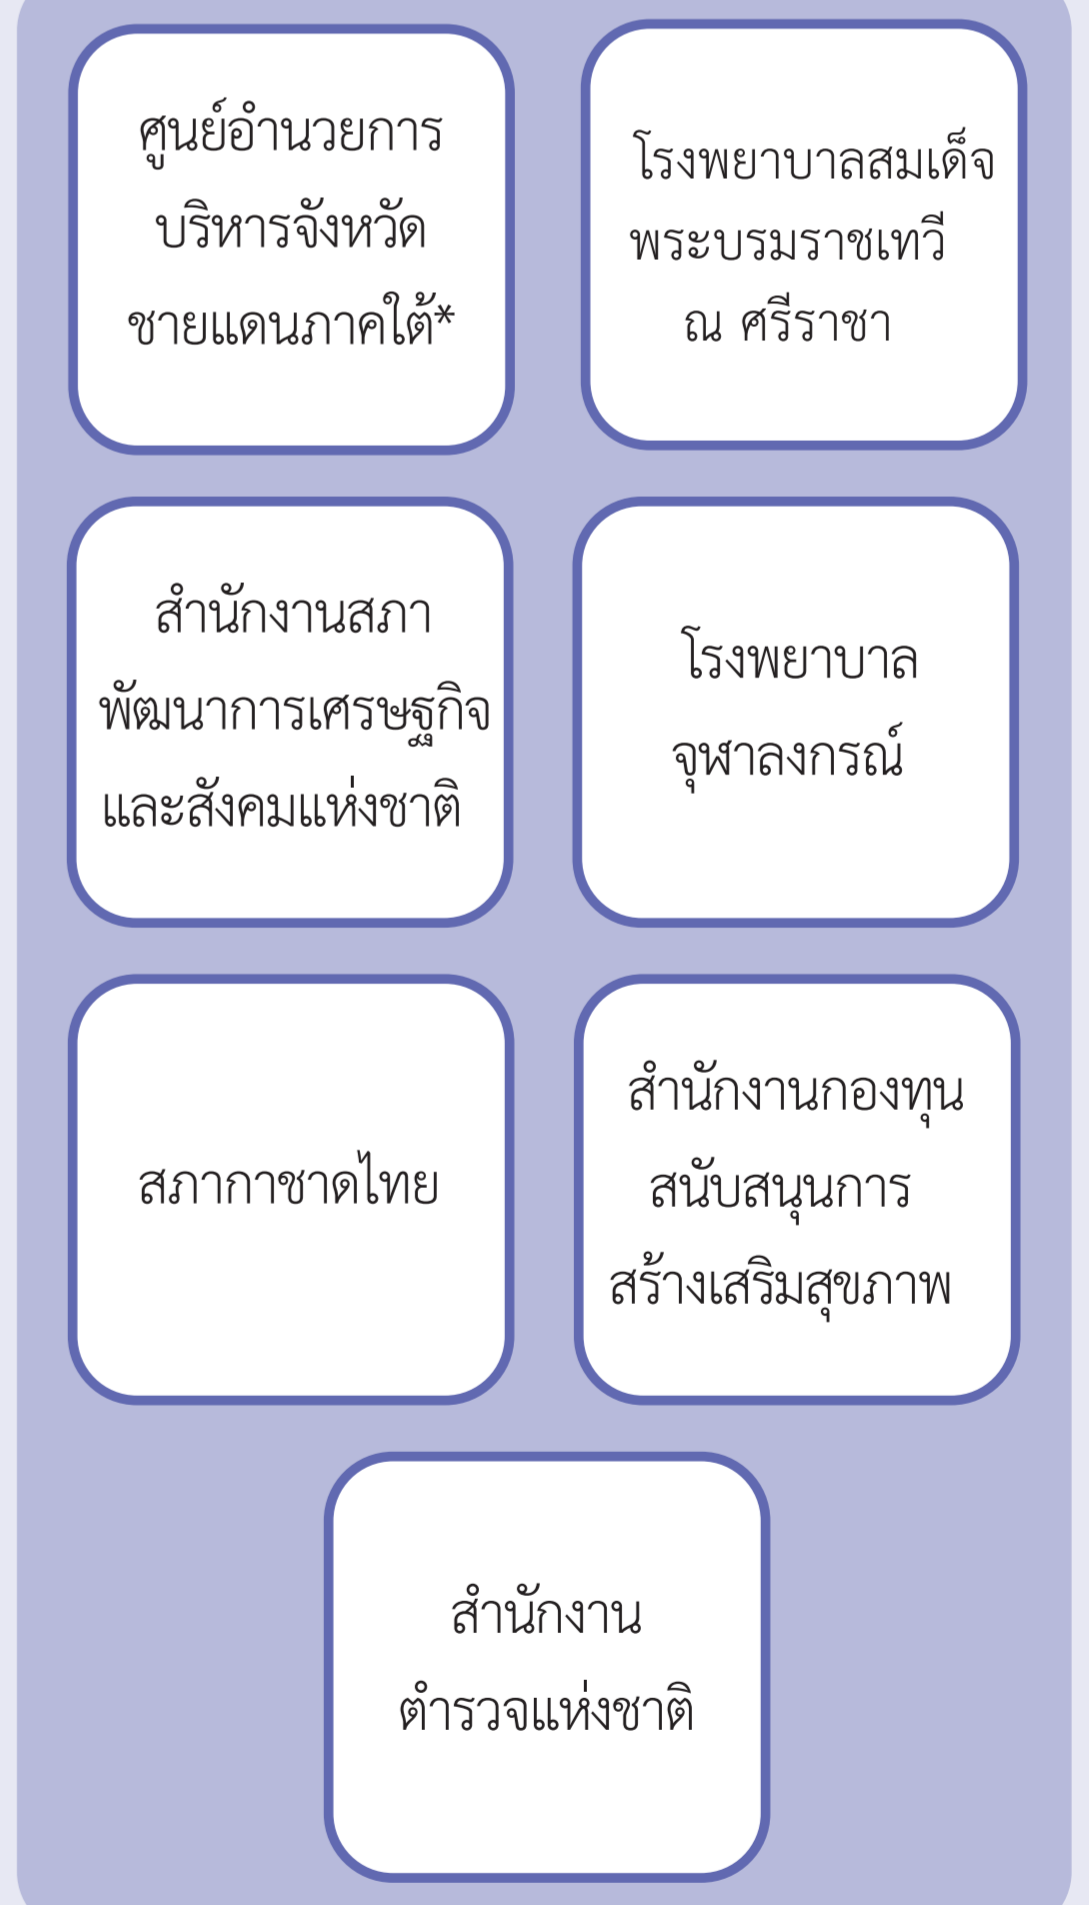 ศูนย์อำนวยการ
บริหารจังหวัด
ชายแดนภาคใต้*
โรงพยาบาลสมเด็จ
พระบรมราชเทวี
ณ ศรีราชา
สำนักงานสภา
พัฒนาการเศรษฐกิจ
และสังคมแห่งชาติ
โรงพยาบาล
จุฬาลงกรณ์
สภากาชาดไทย
สำนักงานกองทุน
สนับสนุนการ
สร้างเสริมสุขภาพ
สำนักงาน
ตำรวจแห่งชาติ